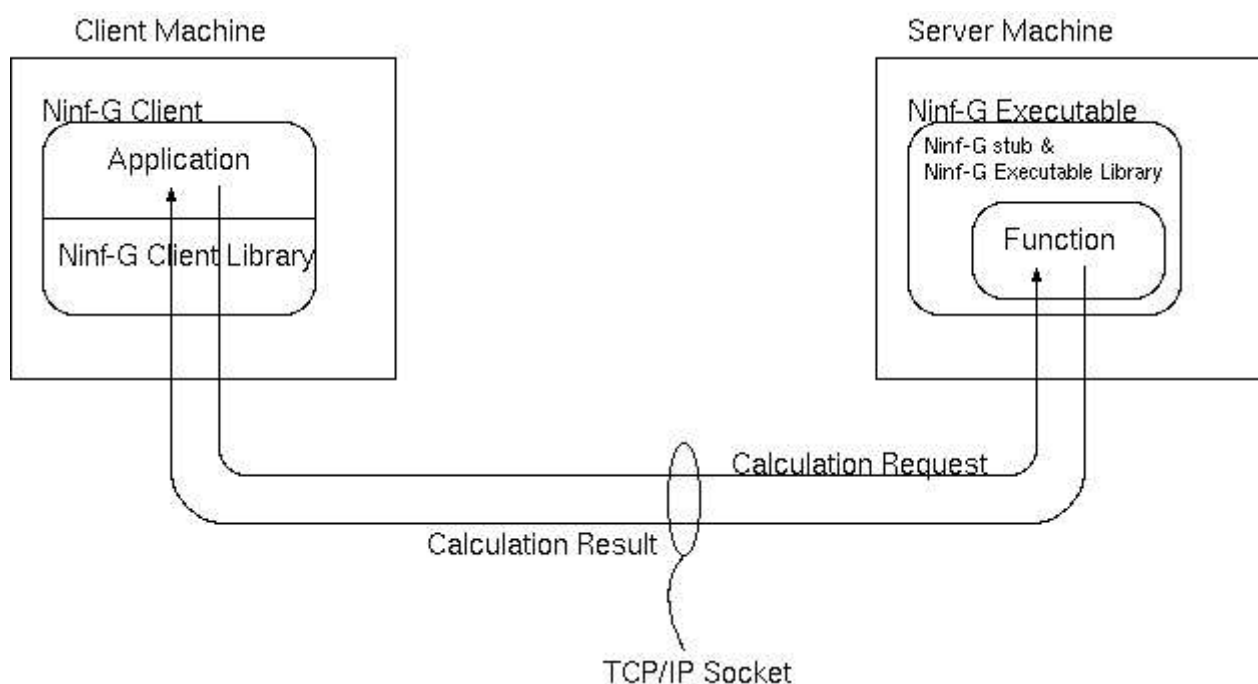 Client Machine
Server Machine
Ninf-G Client
Ninf-G Executable
Application
Ninf-G stub &
Ninf-G Executable Library
Function
Ninf-G Client Library
Calculation Request
Calculation Result
TCP/IP Socket